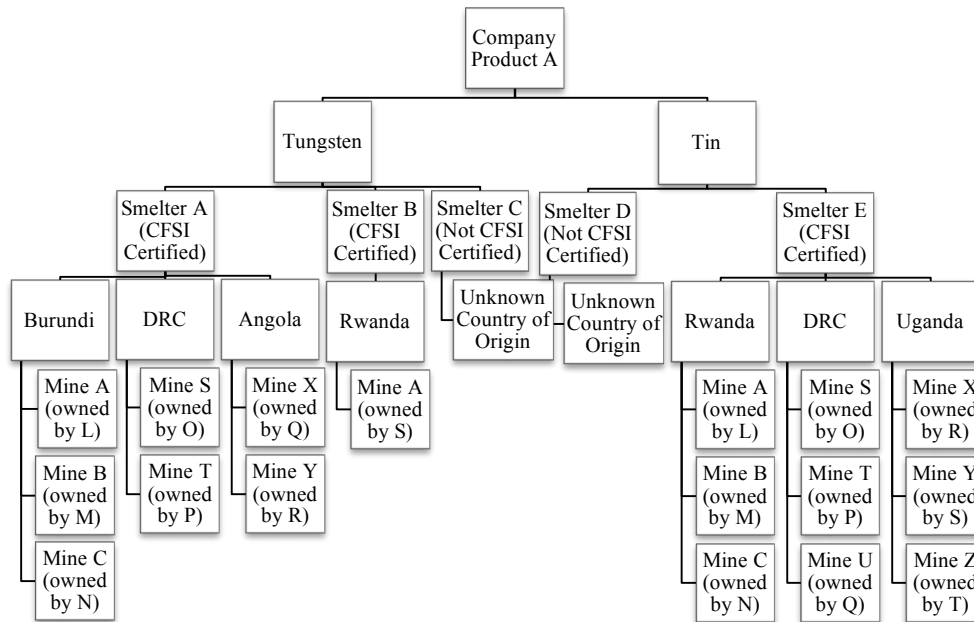 Company
Product A
Tungsten
Tin
Smelter A
(CFSI
Certified)
Smelter B
(CFSI
Certified)
Smelter C
(Not CFSI
Certified)
Smelter D
(Not CFSI
Certified)
Smelter E
(CFSI
Certified)
Burundi
DRC
Angola
Rwanda
Unknown
Country of
Origin
Unknown
Country of
Origin
Rwanda
DRC
Uganda
Mine A
(owned
by L)
Mine S
(owned
by O)
Mine X
(owned
by Q)
Mine A
(owned
by S)
Mine A
(owned
by L)
Mine S
(owned
by O)
Mine X
(owned
by R)
Mine B
(owned
by M)
Mine T
(owned
by P)
Mine Y
(owned
by R)
Mine B
(owned
by M)
Mine T
(owned
by P)
Mine Y
(owned
by S)
Mine C
(owned
by N)
Mine C
(owned
by N)
Mine U
(owned
by Q)
Mine Z
(owned
by T)